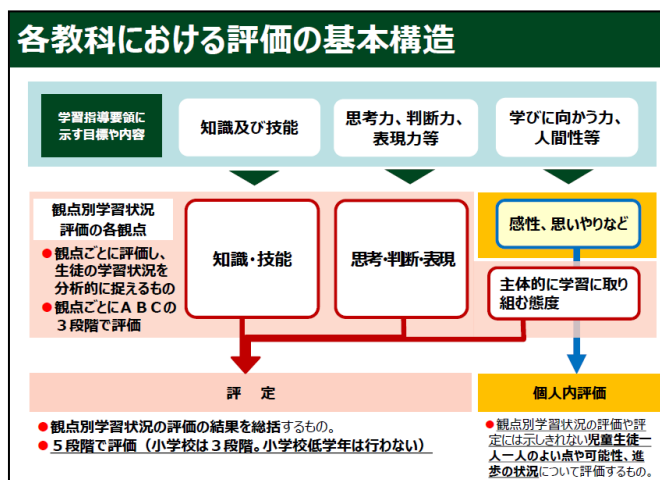 各教科における評価の基本構造
学習指導要領に
示す目標や内容
知識及び技能
思考力、判断力、
表現力等
学びに向かう力、
人間性等
観点別学習状況
評価の各観点
●観点ごとに評価し、
生徒の学習状況を
分析的に捉えるもの
●観点ごとにＡＢＣの
３段階で評価
知識・技能
思考・判断・表現
感性、思いやりなど
主体的に学習に取り
組む態度
評　定
個人内評価
●観点別学習状況の評価の結果を総括するもの。
●５段階で評価（小学校は３段階。小学校低学年は行わない）
●観点別学習状況の評価や評
定には示しきれない児童生徒一
人一人のよい点や可能性、進
歩の状況について評価するもの。